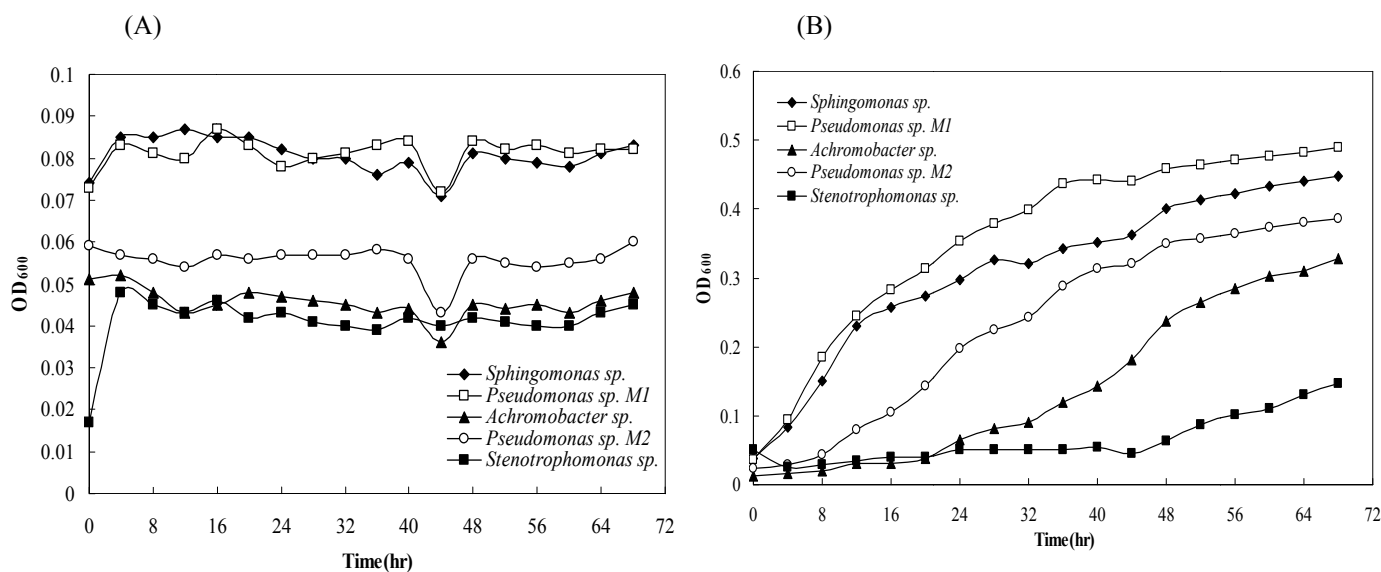 (A)
0.1
0.09
0.08
0.07
0.06
0.05
0.04
0.03
0.02
0.01
0
OD600
Sphingomonas sp.
Pseudomonas sp. M1
Achromobacter sp.
Pseudomonas sp. M2
Stenotrophomonas sp.
0 8 16 24 32 40 48 56 64 72
Time(hr)
(B)
0.6
0.5
0.4
0.3
0.2
0.1
0.0
OD600
Sphingomonas sp.
Pseudomonas sp. M1
Achromobacter sp.
Pseudomonas sp. M2
Stenotrophomonas sp.
0 8 16 24 32 40 48 56 64 72
Time(hr)